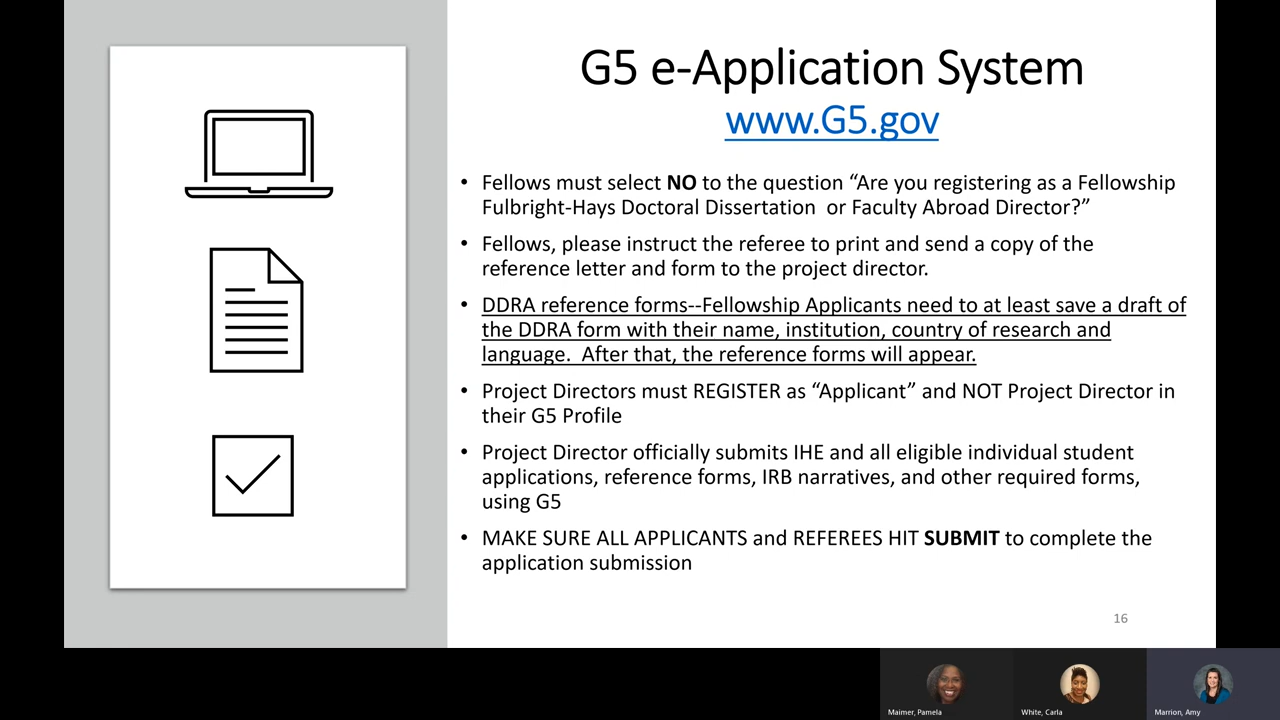 G5 e-Application System
www.G5.gov
• Fellows must select NO to the question “Are you registering as a Fellowship
Fulbright-Hays Doctoral Dissertation  or Faculty Abroad Director?”
• Fellows, please instruct the referee to print and send a copy of the
reference letter and form to the project director.
• DDRA reference forms--Fellowship Applicants need to at least save a draft of
the DDRA form with their name, institution, country of research and
language.  After that, the reference forms will appear.
• Project Directors must REGISTER as “Applicant” and NOT Project Director in
their G5 Profile
• Project Director officially submits IHE and all eligible individual student
applications, reference forms, IRB narratives, and other required forms,
using G5
• MAKE SURE ALL APPLICANTS and REFEREES HIT SUBMIT to complete the
application submission
16
Maimer, Pamela
White, Carla
Marrion, Amy